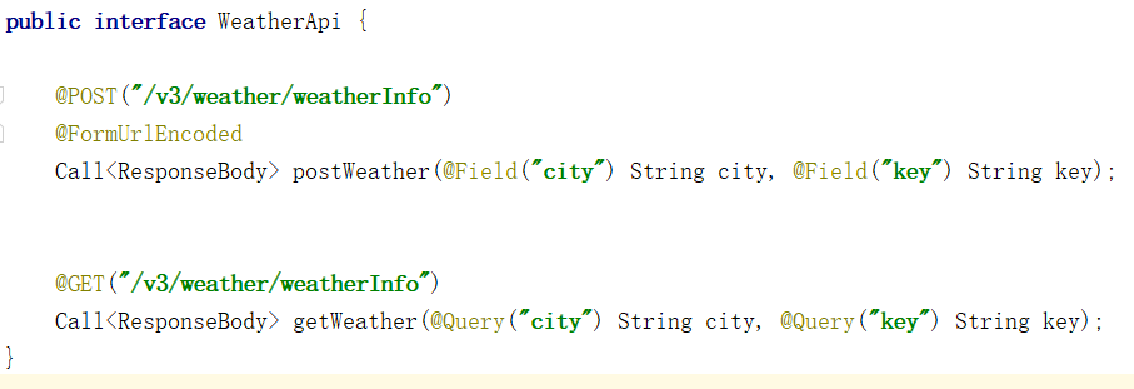 public interface WeatherApi {
@POST("/v3/weather/weatherInfo")
@FormUrlEncoded
Call<ResponseBody> postWeather(@Field("city") String city, @Field("key") String key);
@GET("/v3/weather/weatherInfo")
Call<ResponseBody> getWeather(@Query("city") String city, @Query("key") String key);
}